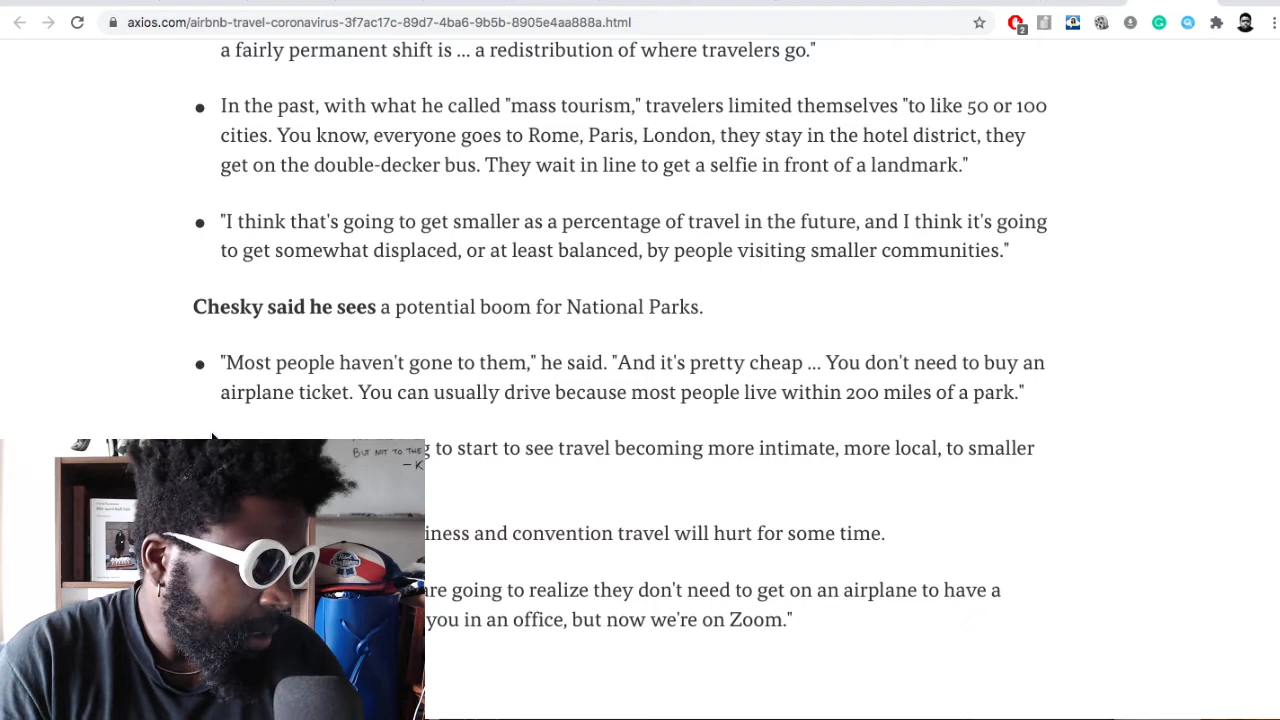 axios.com/airbnb-travel-coronavirus-3f7ac17c-89d7-4ba6-9b5b-8905e4aa888a.html
2
a fairly permanent shift is ... a redistribution of where travelers go."
● In the past, with what he called "mass tourism," travelers limited themselves "to like 50 or 100
cities. You know, everyone goes to Rome, Paris, London, they stay in the hotel district, they
get on the double-decker bus. They wait in line to get a selfie in front of a landmark."
● "I think that's going to get smaller as a percentage of travel in the future, and I think it's going
to get somewhat displaced, or at least balanced, by people visiting smaller communities."
Chesky said he sees a potential boom for National Parks.
● "Most people haven't gone to them," he said. "And it's pretty cheap ... You don't need to buy an
airplane ticket. You can usually drive because most people live within 200 miles of a park."
g to start to see travel becoming more intimate, more local, to smaller
BUT NOT TO THE
— K
iness and convention travel will hurt for some time.
are going to realize they don't need to get on an airplane to have a
you in an office, but now we're on Zoom."